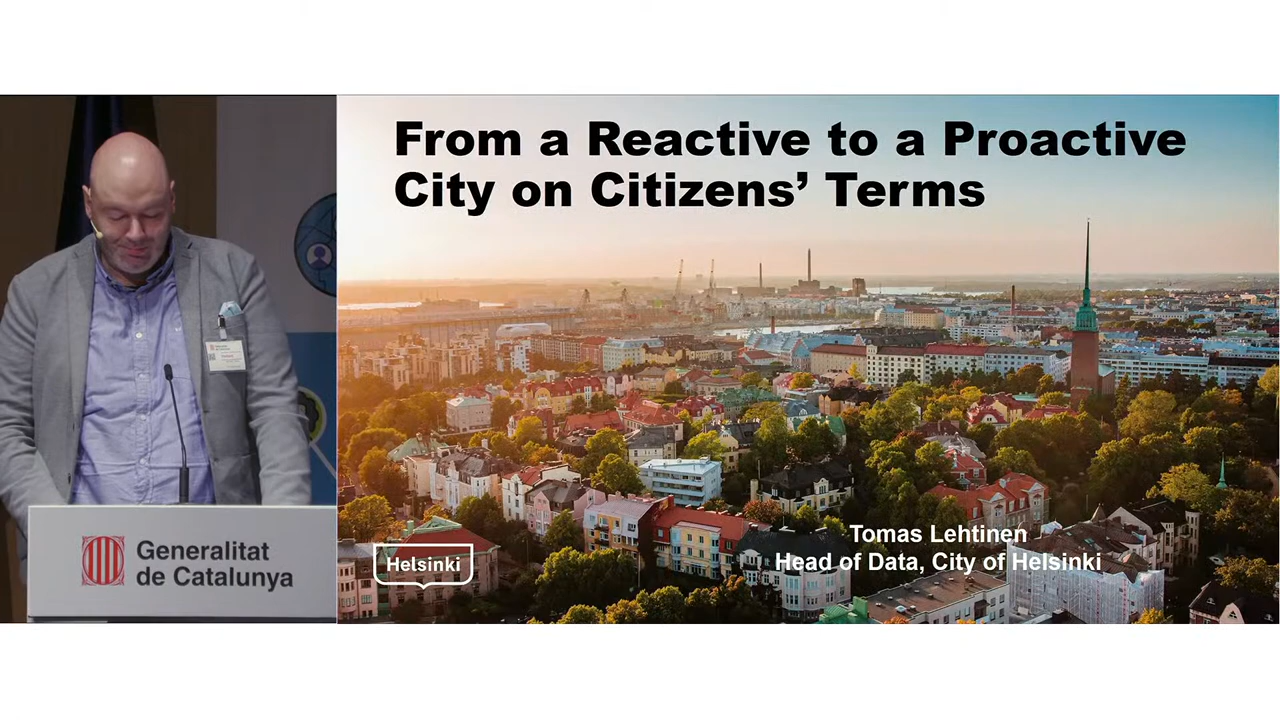 From a Reactive to a Proactive
City on Citizens' Terms
Tomas Lehtinen
Head of Data, City of Helsinki
Helsinki
Generalitat
de Catalunya